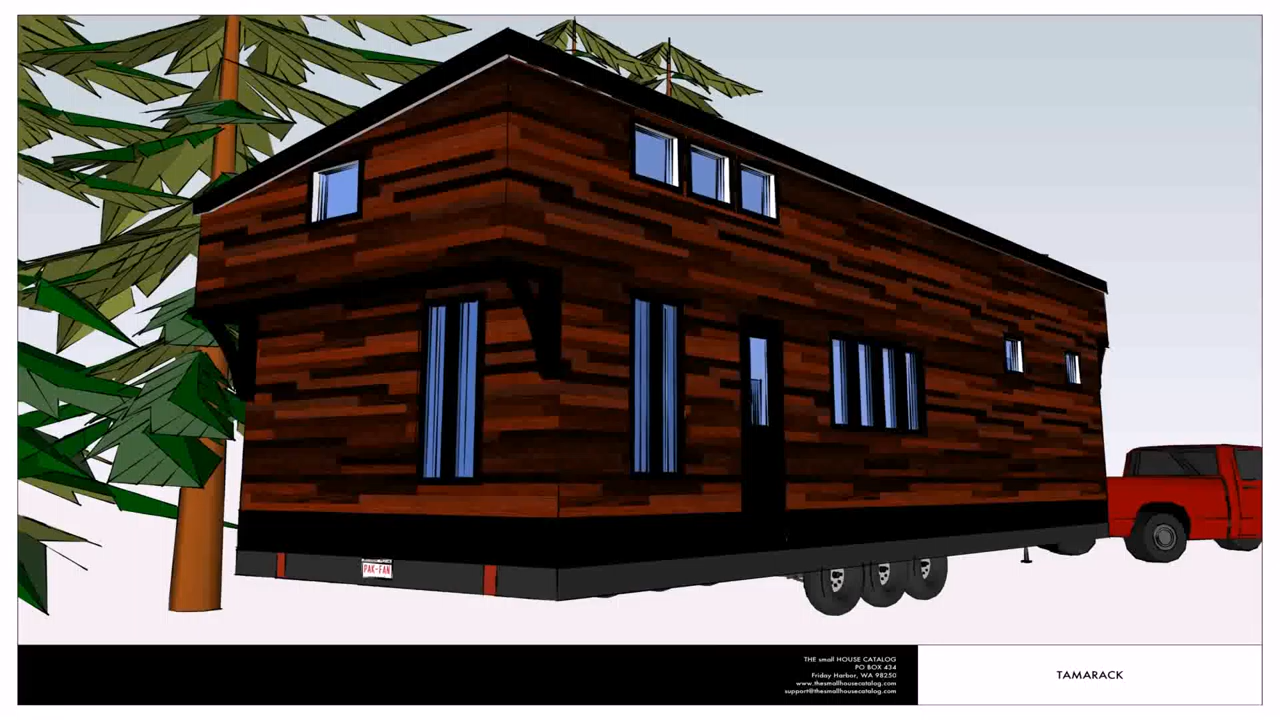 PAK-FAN
THE small HOUSE CATALOG
PO BOX 434
Friday Harbor, WA 98250
www.thesmallhousecatalog.com
support@thesmallhousecatalog.com
TAMARACK